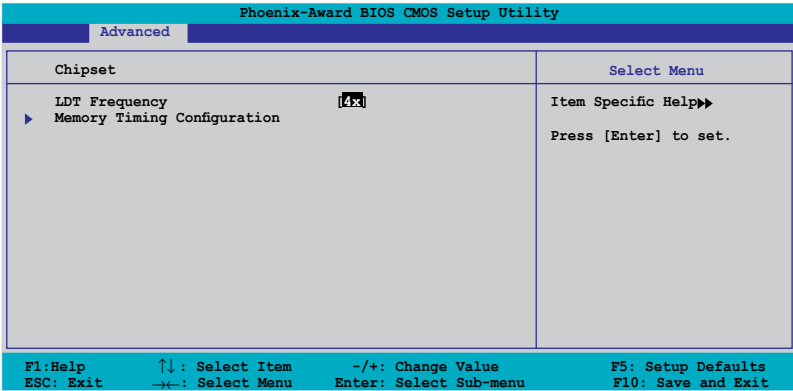 Phoenix-Award BIOS CMOS Setup Utility
Advanced
Chipset
Select Menu
LDT Frequency [4x]
Memory Timing Configuration
Item Specific Help
Press [Enter] to set.
F1:Help ↑↓: Select Item -/+: Change Value F5: Setup Defaults
ESC: Exit →←: Select Menu Enter: Select Sub-menu F10: Save and Exit